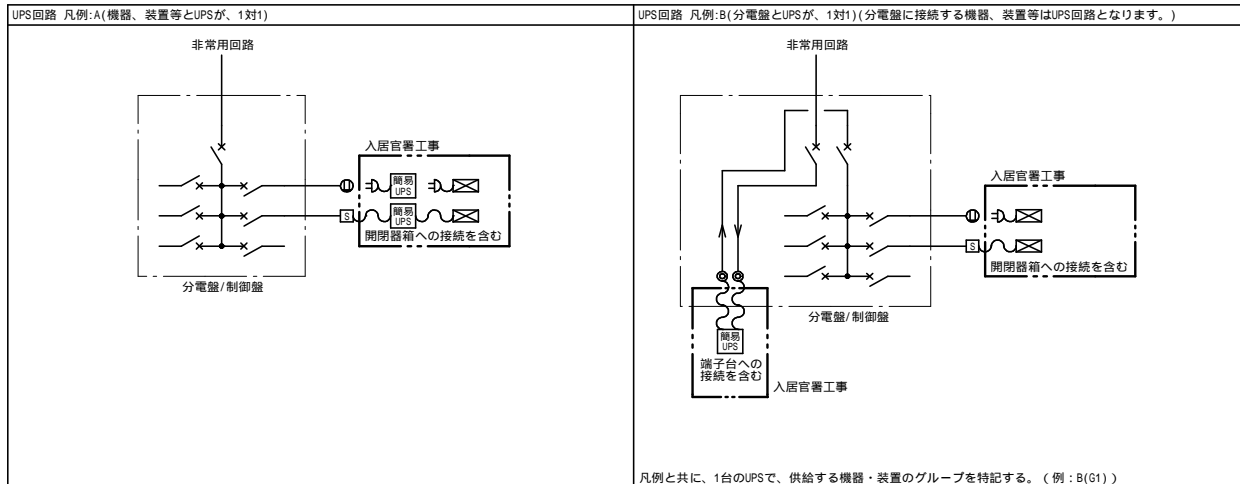 UPS回路 凡例:A(機器、装置等とUPSが、1対1)
非常用回路
入居官署工事
簡易
UPS
S
簡易
UPS
開閉器箱への接続を含む
分電盤/制御盤
UPS回路 凡例:B(分電盤とUPSが、1対1)(分電盤に接続する機器、装置等はUPS回路となります。)
非常用回路
入居官署工事
S
開閉器箱への接続を含む
分電盤/制御盤
簡易
UPS
端子台への
接続を含む
入居官署工事
凡例と共に、1台のUPSで、供給する機器・装置のグループを特記する。（例：B(G1)）